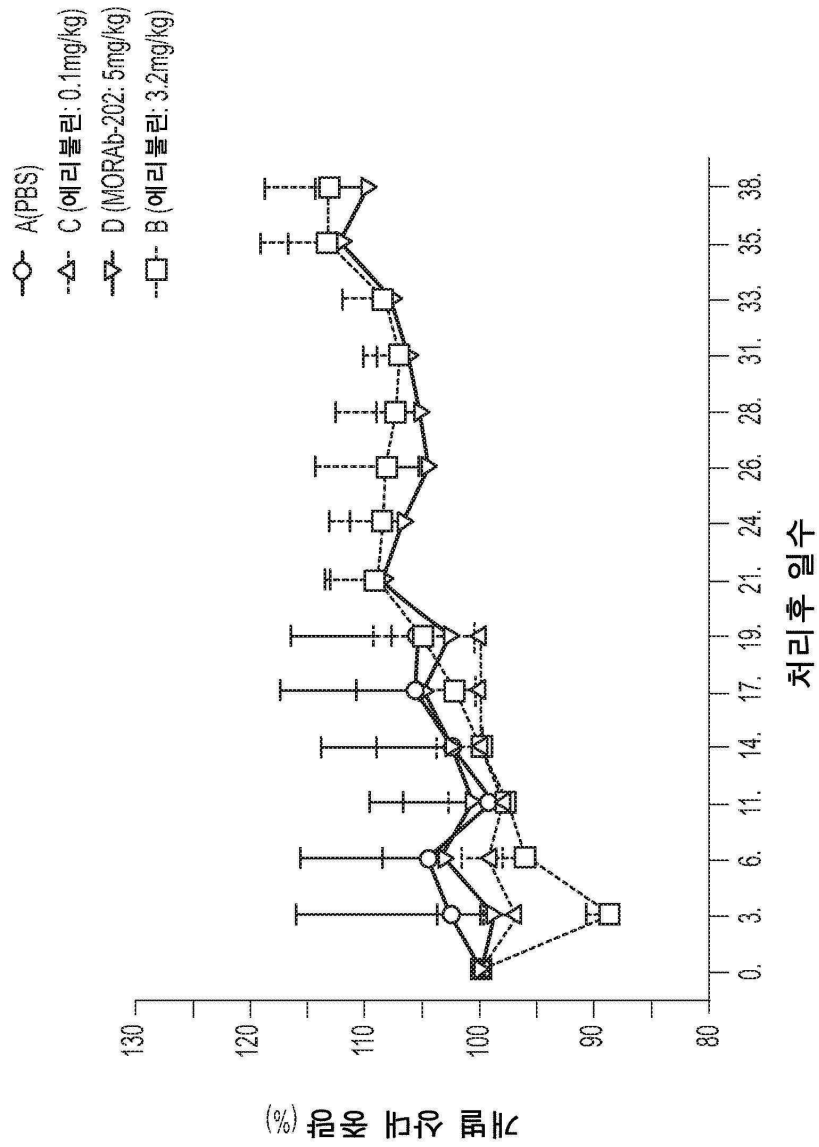 A(PBS)
C (에리불린: 0.1mg/kg)
D (MORAb-202: 5mg/kg)
B (에리불린: 3.2mg/kg)
개별 상대 중량 (%)
130
120
110
100
90
80
0. 3. 6. 11. 14. 17. 19. 21. 24. 26. 28. 31. 33. 35. 38.
처리후 일수